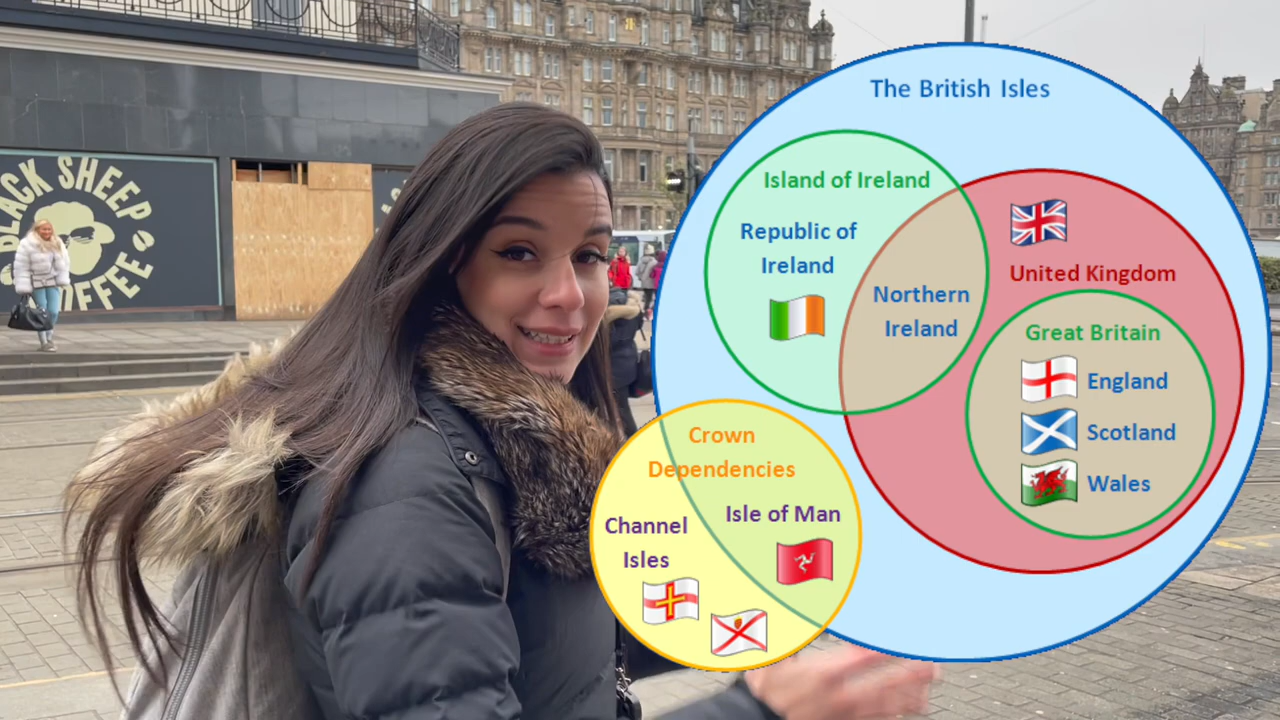 BLACK SHEEP
COFFEE
The British Isles
Island of Ireland
Republic of
Ireland
Northern
Ireland
United Kingdom
Great Britain
England
Scotland
Wales
Crown
Dependencies
Channel
Isles
Isle of Man